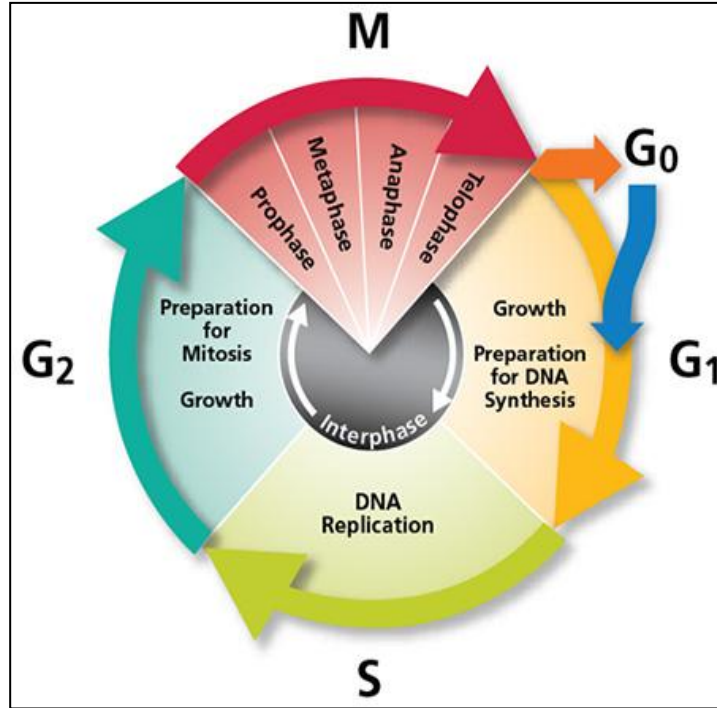 M
Prophase
Metaphase
Anaphase
Telophase
G₀
Growth
Preparation
for DNA
Synthesis
G₁
DNA
Replication
S
Preparation
for
Mitosis
Growth
G₂
Interphase